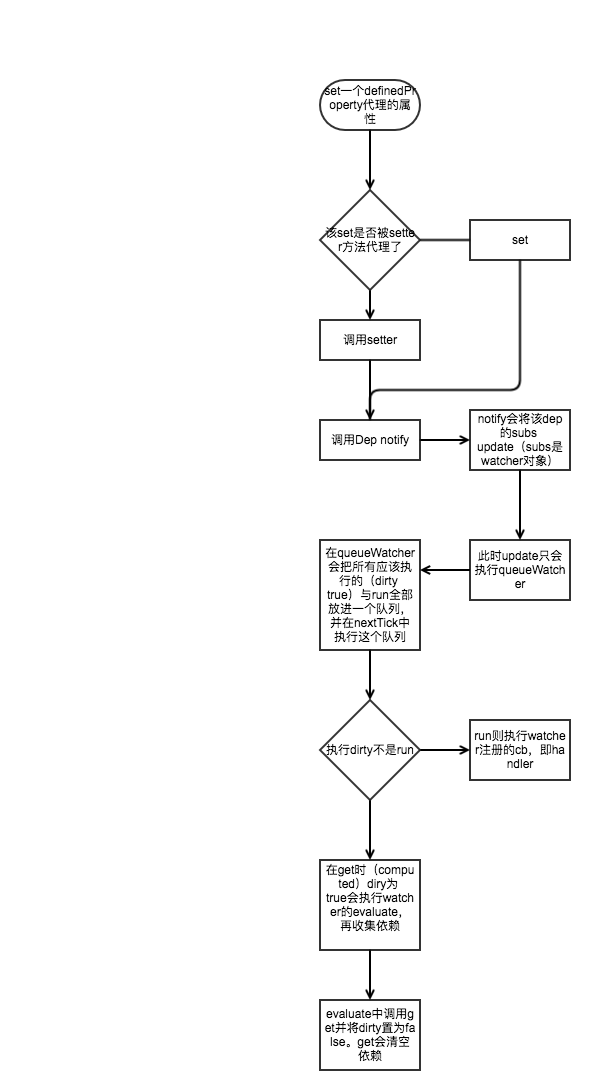 set一个definedPr
operty代理的属
性
该set是否被sette
r方法代理了
set
调用setter
调用Dep notify
notify会将该dep
的subs
update（subs是
watcher对象）
此时update只会
执行queueWatch
er
在queueWatcher
会把所有应该执
行的（dirty
true）与run全部
放进一个队列，
并在nextTick中
执行这个队列
执行dirty不是run
run则执行watche
r注册的cb，即ha
ndler
在get时（compu
ted）diry为
true会执行watch
er的evaluate，
再收集依赖
evaluate中调用g
et并将dirty置为fa
lse。get会清空
依赖